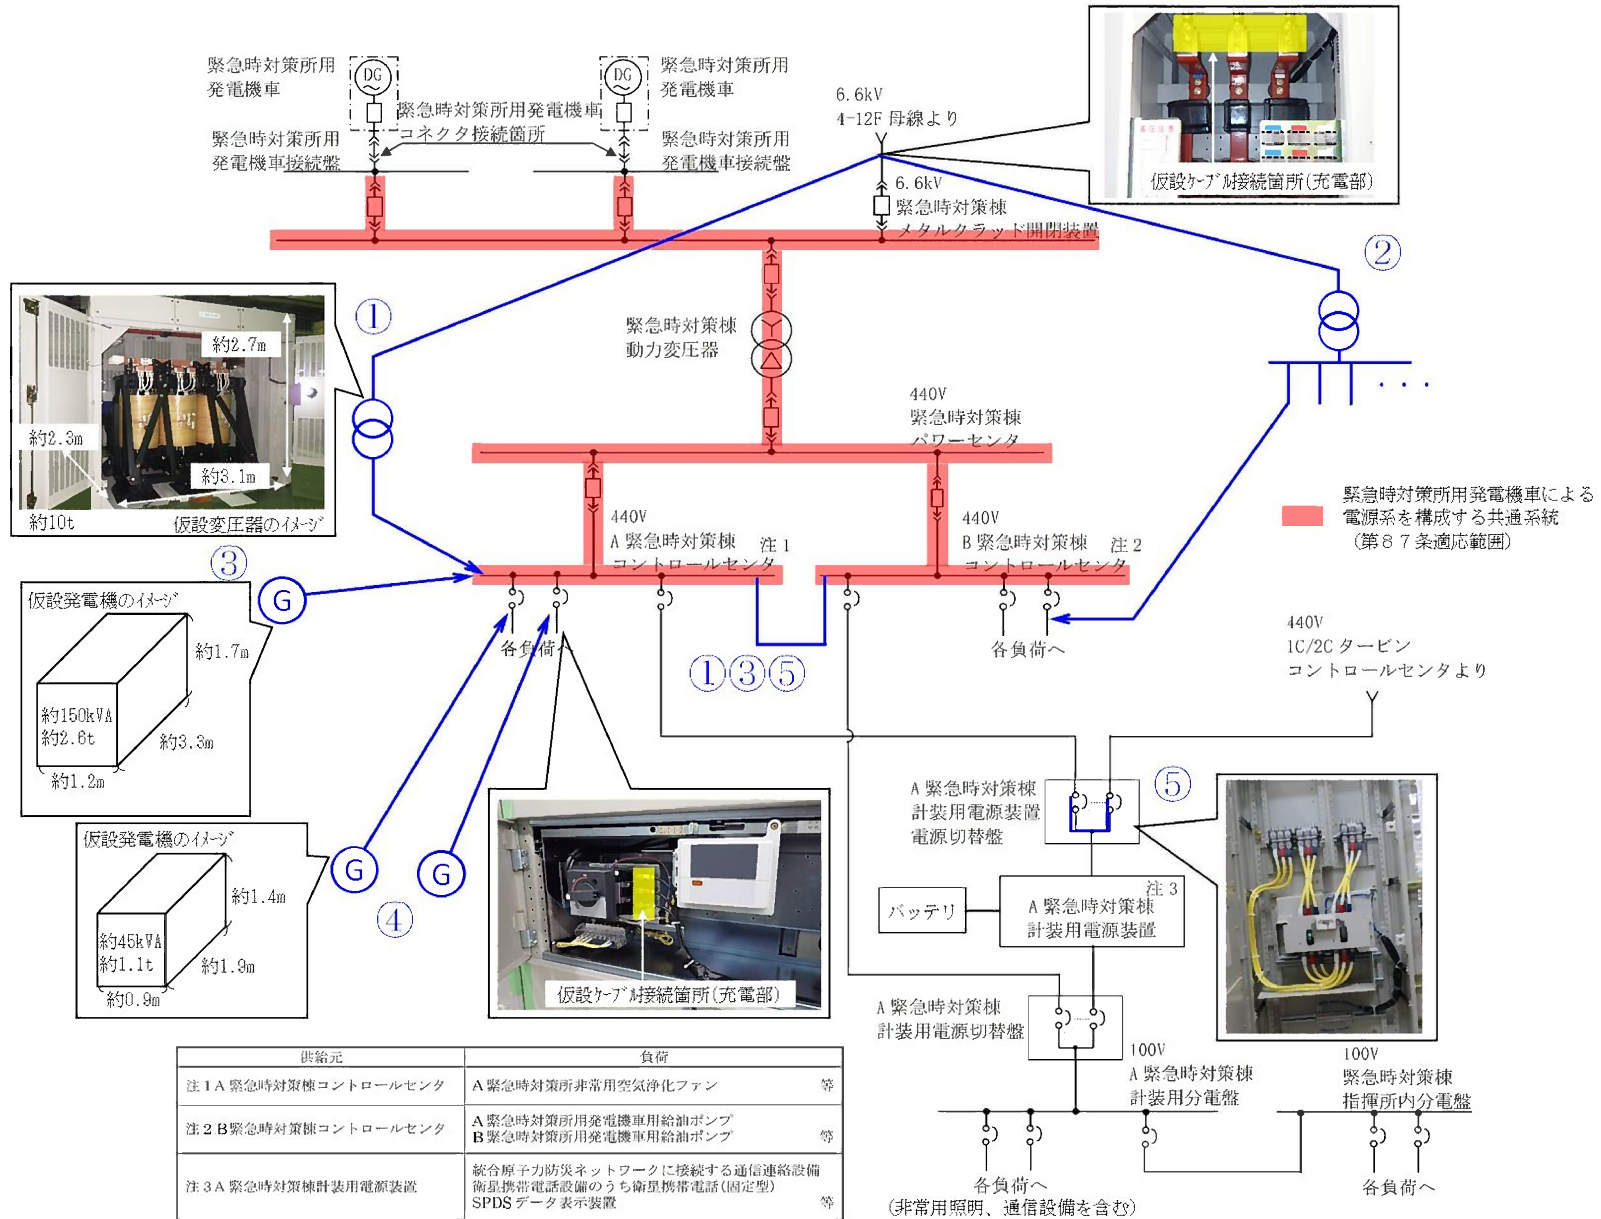 緊急時対策所用
発電機車
DG
DG
緊急時対策所用
発電機車
緊急時対策所用発電機車
コネクタ接続箇所
緊急時対策所用
発電機車接続盤
緊急時対策所用
発電機車接続盤
6.6kV
4-12F 母線より
仮設ケーブル接続箇所(充電部)
6.6kV
緊急時対策棟
メタルクラッド開閉装置
①
②
約2.7m
約2.3m
約3.1m
約10t
仮設変圧器のイメージ
緊急時対策棟
動力変圧器
440V
緊急時対策棟
パワーセンタ
緊急時対策所用発電機車による
電源系を構成する共通系統
(第87条適応範囲)
440V
A 緊急時対策棟
コントロールセンタ
注1
440V
B 緊急時対策棟
コントロールセンタ
注2
③
G
仮設発電機のイメージ
約1.7m
約150kVA
約2.6t
約3.3m
約1.2m
各負荷へ
①③⑤
各負荷へ
440V
1C/2C タービン
コントロールセンタより
仮設発電機のイメージ
約1.4m
約45kVA
約1.1t
約1.9m
約0.9m
G
G
④
仮設ケーブル接続箇所(充電部)
A 緊急時対策棟
計装用電源装置
電源切替盤
⑤
バッテリ
注3
A 緊急時対策棟
計装用電源装置
A 緊急時対策棟
計装用電源切替盤
100V
A 緊急時対策棟
計装用分電盤
100V
緊急時対策棟
指揮所内分電盤
各負荷へ
(非常用照明、通信設備を含む)
各負荷へ
供給元 負荷
注1 A 緊急時対策棟コントロールセンタ A 緊急時対策所非常用空気浄化ファン 等
注2 B 緊急時対策棟コントロールセンタ A 緊急時対策所用発電機車用給油ポンプ
B 緊急時対策所用発電機車用給油ポンプ 等
注3 A 緊急時対策棟計装用電源装置 統合原子力防災ネットワークに接続する通信連絡設備
衛星携帯電話設備のうち衛星携帯電話(固定型)
SPDS データ表示装置 等